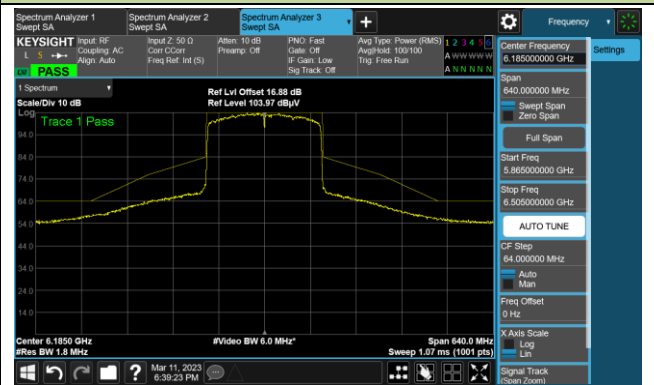 Spectrum Analyzer 1
Swept SA
Spectrum Analyzer 2
Swept SA
Spectrum Analyzer 3
Swept SA
Frequency
KEYSIGHT
L S
LXI PASS
Input: RF
Coupling: AC
Align: Auto
Input Z: 50 Ω
Corr CCorr
Freq Ref: Int (S)
Atten: 10 dB
Preamp: Off
PNO: Fast
Gate: Off
IF Gain: Low
Sig Track: Off
Avg Type: Power (RMS)
Avg|Hold: 100/100
Trig: Free Run
1 2 3 4 5 6
A W W W W W
A N N N N N
1 Spectrum
Scale/Div 10 dB
Ref Lvl Offset 16.88 dB
Ref Level 103.97 dBµV
Log
Trace 1 Pass
94.0
84.0
74.0
64.0
54.0
44.0
34.0
24.0
14.0
Center 6.1850 GHz
#Res BW 1.8 MHz
#Video BW 6.0 MHz*
Span 640.0 MHz
Sweep 1.07 ms (1001 pts)
Center Frequency
6.18500000 GHz
Settings
Span
640.000000 MHz
Swept Span
Zero Span
Full Span
Start Freq
5.865000000 GHz
Stop Freq
6.505000000 GHz
AUTO TUNE
CF Step
64.000000 MHz
Auto
Man
Freq Offset
0 Hz
X Axis Scale
Log
Lin
Signal Track
(Span Zoom)
?
Mar 11, 2023
6:39:23 PM